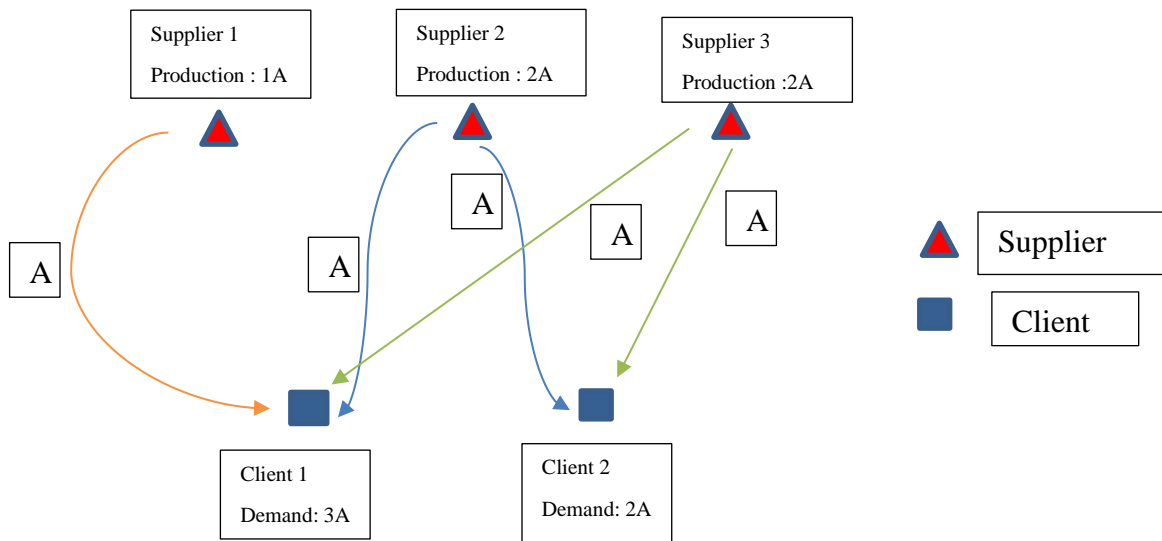 Supplier 1
Production : 1A
Supplier 2
Production : 2A
Supplier 3
Production :2A
A
A
A
A
A
Supplier
Client
Client 1
Demand: 3A
Client 2
Demand: 2A